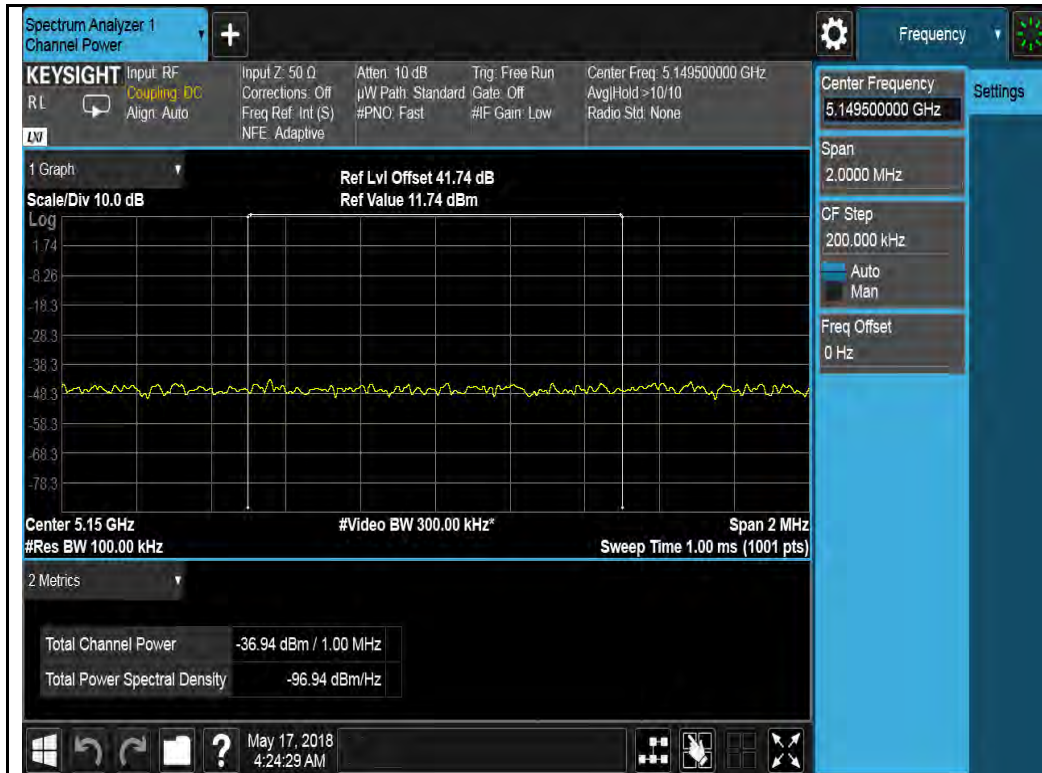 Spectrum Analyzer 1
Channel Power
+
Frequency
KEYSIGHT
RL
LXI
Input: RF
Coupling: DC
Align: Auto
Input Z: 50 Ω
Corrections: Off
Freq Ref: Int (S)
NFE: Adaptive
Atten: 10 dB
µW Path: Standard
#PNO: Fast
Trig: Free Run
Gate: Off
#IF Gain: Low
Center Freq: 5.149500000 GHz
Avg|Hold >10/10
Radio Std: None
Center Frequency
5.149500000 GHz
Settings
Span
2.0000 MHz
CF Step
200.000 kHz
Auto
Man
Freq Offset
0 Hz
1 Graph
Scale/Div 10.0 dB
Ref Lvl Offset 41.74 dB
Ref Value 11.74 dBm
Log
1.74
-8.26
-18.3
-28.3
-38.3
-48.3
-58.3
-68.3
-78.3
Center 5.15 GHz
#Video BW 300.00 kHz*
Span 2 MHz
#Res BW 100.00 kHz
Sweep Time 1.00 ms (1001 pts)
2 Metrics
Total Channel Power -36.94 dBm / 1.00 MHz
Total Power Spectral Density -96.94 dBm/Hz
?
May 17, 2018
4:24:29 AM